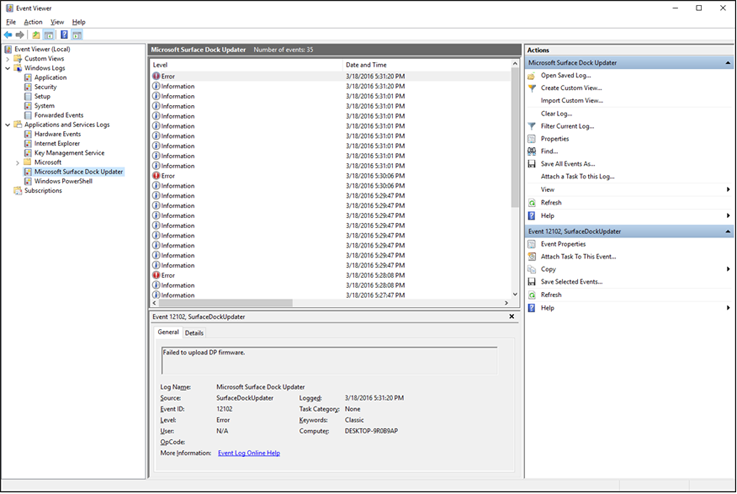 Event Viewer
File Action View Help
Event Viewer (Local)
Custom Views
Windows Logs
Application
Security
Setup
System
Forwarded Events
Applications and Services Logs
Hardware Events
Internet Explorer
Key Management Service
Microsoft
Microsoft Surface Dock Updater
Windows PowerShell
Subscriptions
Microsoft Surface Dock Updater Number of events: 35
Level Date and Time
Error 3/18/2016 5:31:20 PM
Information 3/18/2016 5:31:20 PM
Information 3/18/2016 5:31:01 PM
Information 3/18/2016 5:31:01 PM
Information 3/18/2016 5:31:01 PM
Information 3/18/2016 5:31:01 PM
Information 3/18/2016 5:31:01 PM
Information 3/18/2016 5:31:01 PM
Information 3/18/2016 5:31:01 PM
Information 3/18/2016 5:31:01 PM
Error 3/18/2016 5:30:06 PM
Information 3/18/2016 5:30:06 PM
Information 3/18/2016 5:29:47 PM
Information 3/18/2016 5:29:47 PM
Information 3/18/2016 5:29:47 PM
Information 3/18/2016 5:29:47 PM
Information 3/18/2016 5:29:47 PM
Information 3/18/2016 5:29:47 PM
Information 3/18/2016 5:29:47 PM
Information 3/18/2016 5:29:47 PM
Error 3/18/2016 5:28:08 PM
Information 3/18/2016 5:28:08 PM
Information 3/18/2016 5:27:47 PM
Event 12102, SurfaceDockUpdater
General Details
Failed to upload DP firmware.
Log Name: Microsoft Surface Dock Updater
Source: SurfaceDockUpdater Logged: 3/18/2016 5:31:20 PM
Event ID: 12102 Task Category: None
Level: Error Keywords: Classic
User: N/A Computer: DESKTOP-9R0B9AP
OpCode:
More Information: Event Log Online Help
Actions
Microsoft Surface Dock Updater
Open Saved Log...
Create Custom View...
Import Custom View...
Clear Log...
Filter Current Log...
Properties
Find...
Save All Events As...
Attach a Task To this Log...
View
Refresh
Help
Event 12102, SurfaceDockUpdater
Event Properties
Attach Task To This Event...
Copy
Save Selected Events...
Refresh
Help